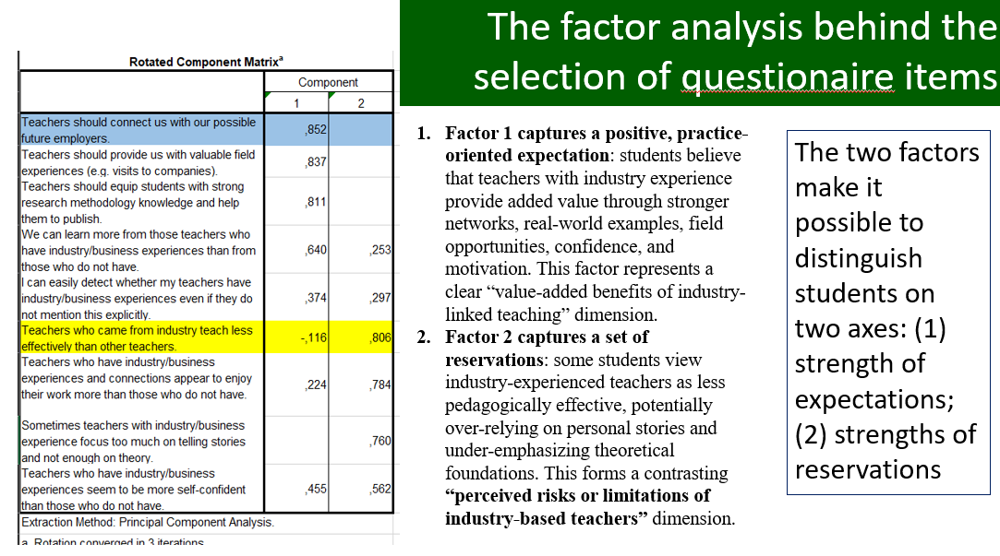 The factor analysis behind the
selection of questionaire items
Rotated Component Matrixᵃ
Component
1 2
Teachers should connect us with our possible
future employers.
,852
Teachers should provide us with valuable field
experiences (e.g. visits to companies).
,837
Teachers should equip students with strong
research methodology knowledge and help
them to publish.
,811
We can learn more from those teachers who
have industry/business experiences than from
those who do not have.
,640 ,253
I can easily detect whether my teachers have
industry/business experiences even if they do
not mention this explicitly.
,374 ,297
Teachers who came from industry teach less
effectively than other teachers.
-,116 ,806
Teachers who have industry/business
experiences and connections appear to enjoy
their work more than those who do not have.
,224 ,784
Sometimes teachers with industry/business
experience focus too much on telling stories
and not enough on theory.
,760
Teachers who have industry/business
experiences seem to be more self-confident
than those who do not have.
,455 ,562
Extraction Method: Principal Component Analysis.
a. Rotation converged in 3 iterations.
1. Factor 1 captures a positive, practice-
oriented expectation: students believe
that teachers with industry experience
provide added value through stronger
networks, real-world examples, field
opportunities, confidence, and
motivation. This factor represents a
clear “value-added benefits of industry-
linked teaching” dimension.
2. Factor 2 captures a set of
reservations: some students view
industry-experienced teachers as less
pedagogically effective, potentially
over-relying on personal stories and
under-emphasizing theoretical
foundations. This forms a contrasting
“perceived risks or limitations of
industry-based teachers” dimension.
The two factors
make it
possible to
distinguish
students on
two axes: (1)
strength of
expectations;
(2) strengths of
reservations